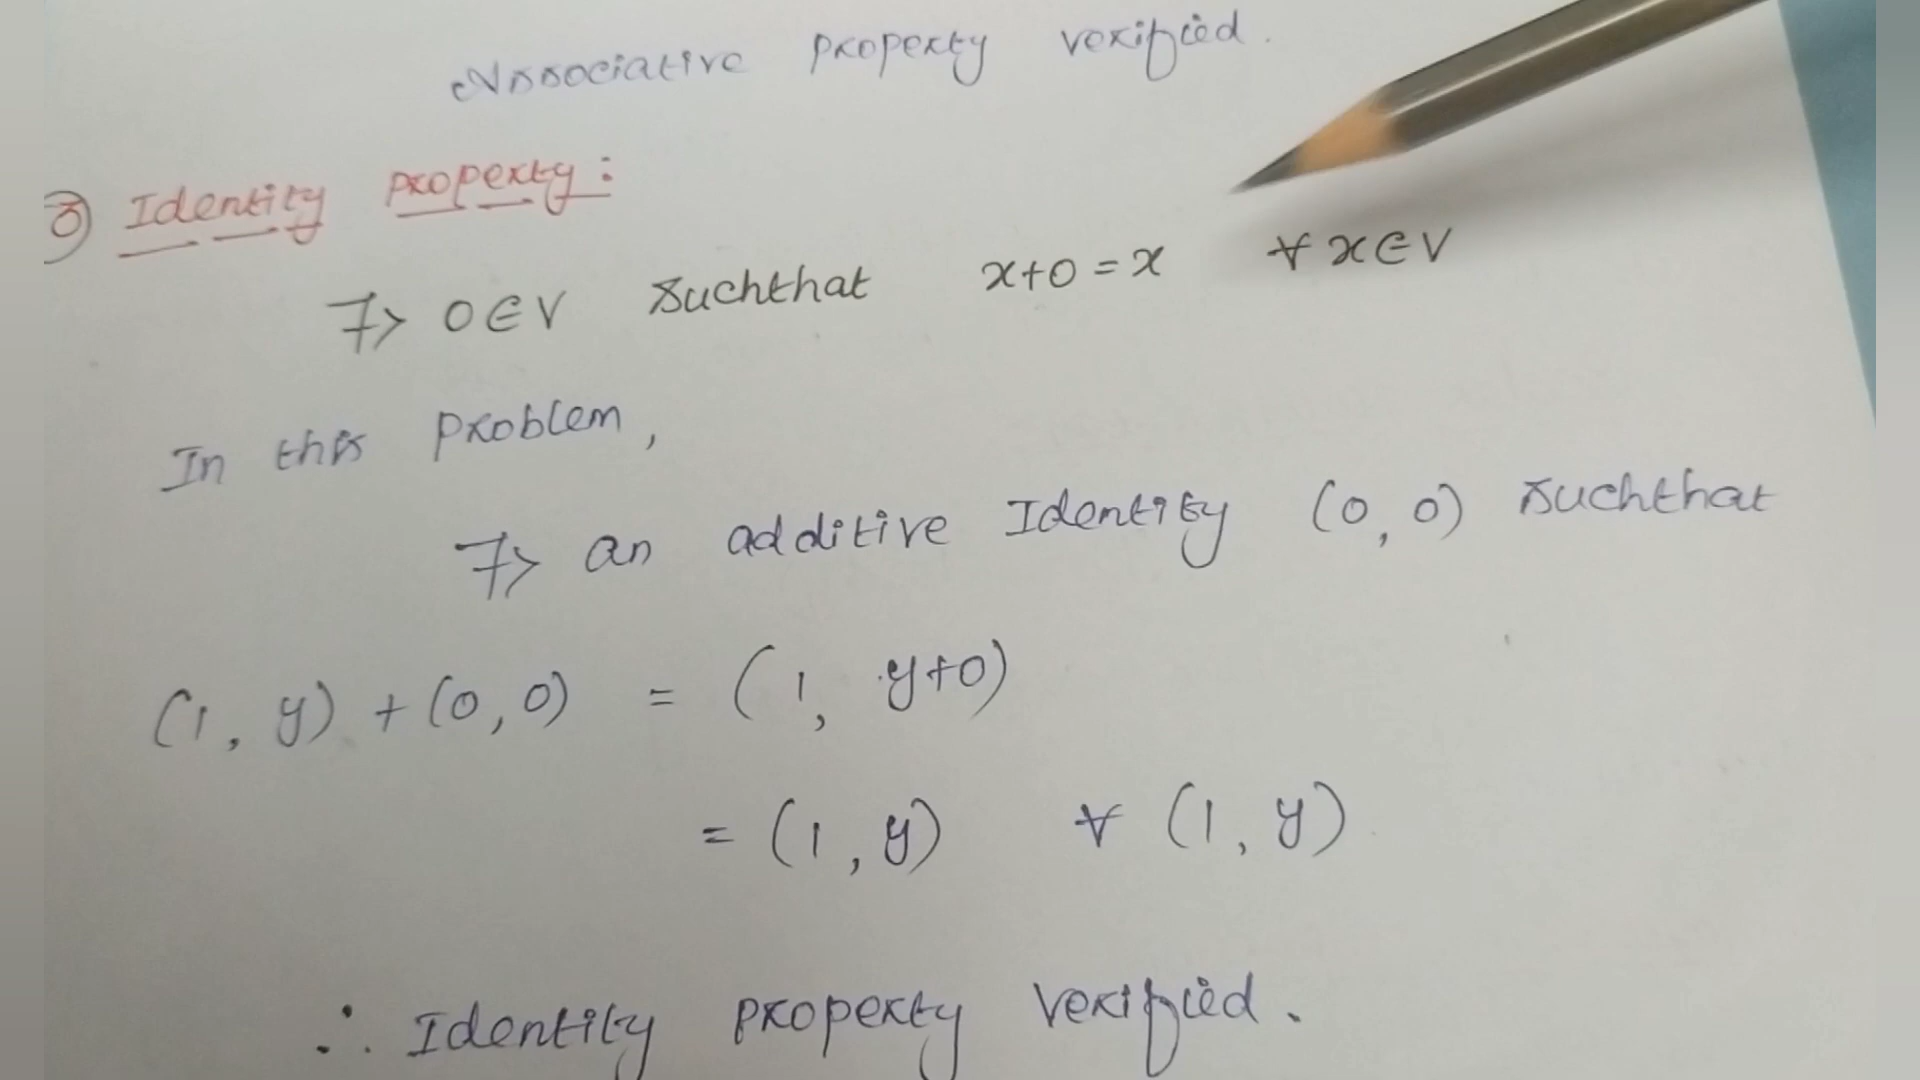 Associative property verified.
③ Identity property:
∃> 0∈V suchthat x+0=x ∀ x∈V
In this problem,
∃> an additive Identity (0, 0) suchthat
(1, y) + (0, 0) = (1, y+0)
= (1, y) ∀ (1, y)
∴ Identity property verified.